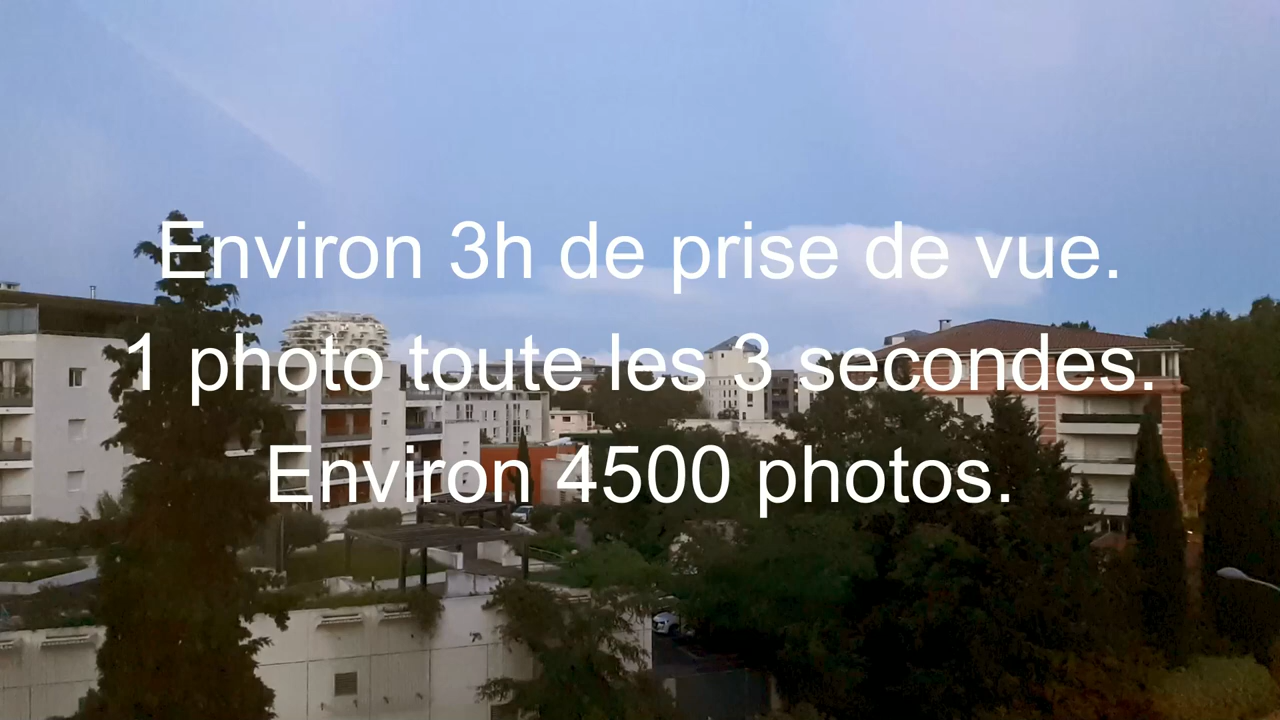 Environ 3h de prise de vue.
1 photo toute les 3 secondes.
Environ 4500 photos.